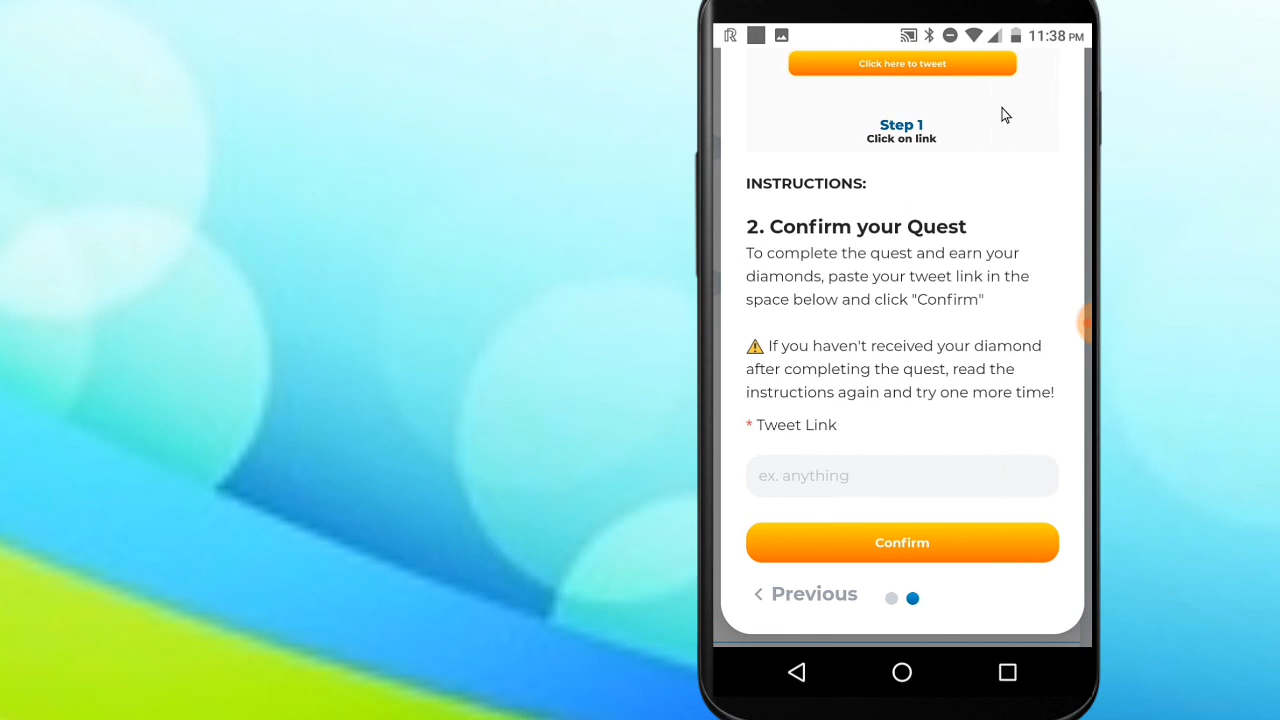 11:38 PM
Click here to tweet
Step 1
Click on link
INSTRUCTIONS:
2. Confirm your Quest
To complete the quest and earn your
diamonds, paste your tweet link in the
space below and click "Confirm"
⚠ If you haven't received your diamond
after completing the quest, read the
instructions again and try one more time!
* Tweet Link
ex. anything
Confirm
< Previous